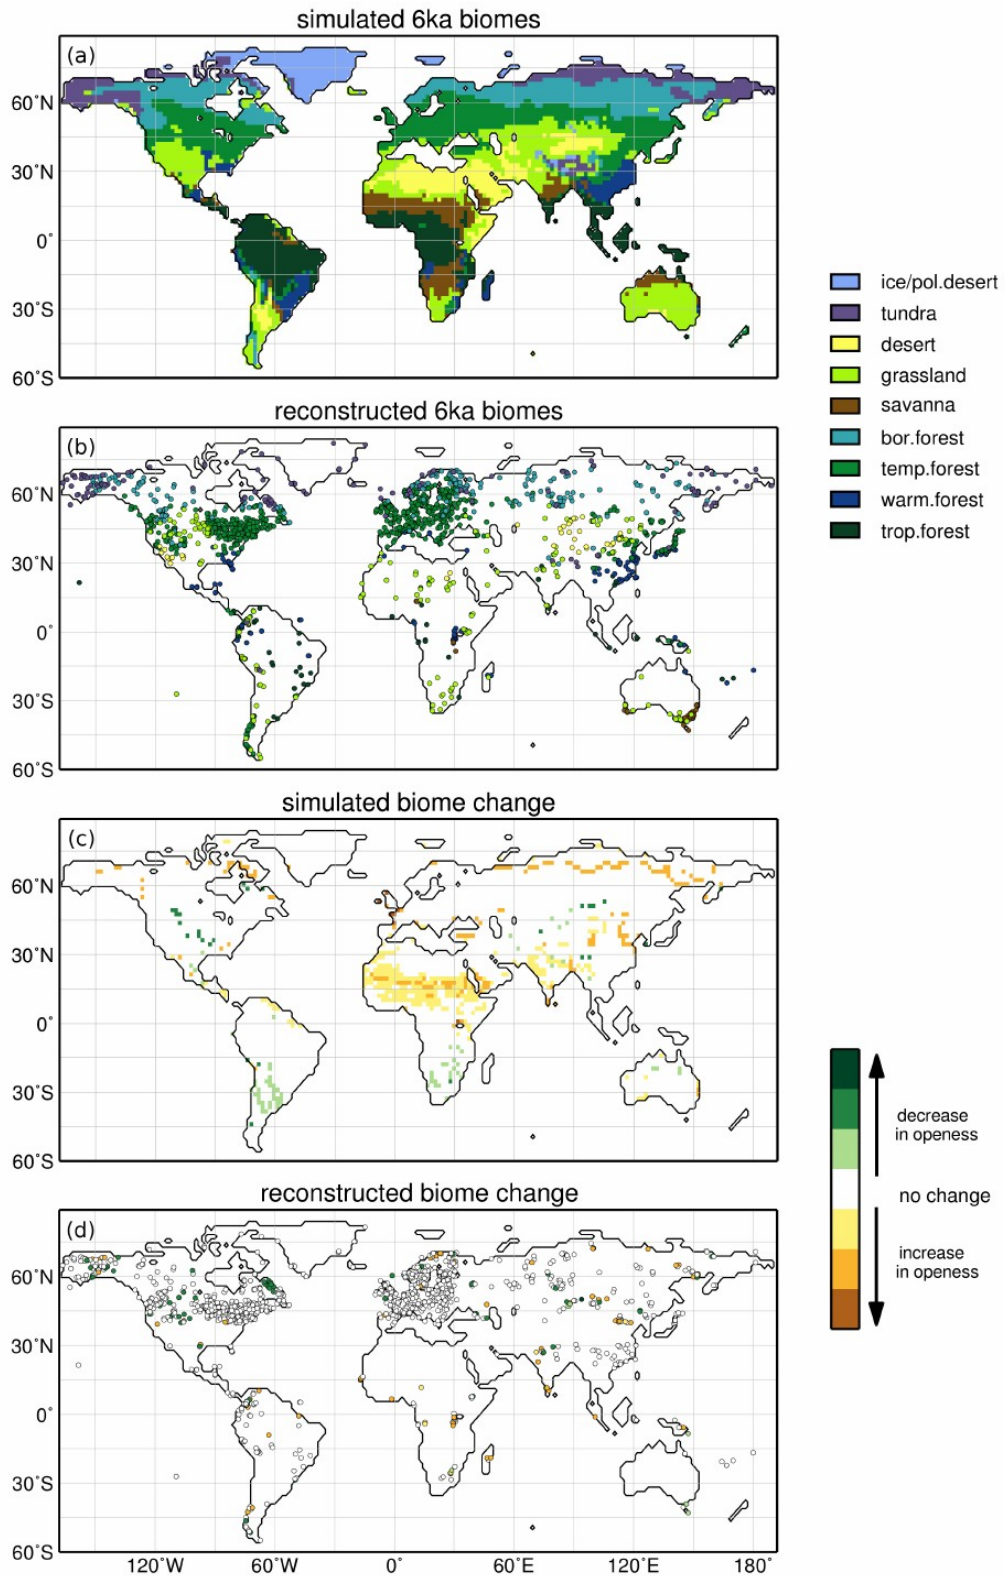 simulated 6ka biomes
(a)
60˚N
30˚N
0˚
30˚S
60˚S
ice/pol.desert
tundra
desert
grassland
savanna
bor.forest
temp.forest
warm.forest
trop.forest
reconstructed 6ka biomes
(b)
60˚N
30˚N
0˚
30˚S
60˚S
simulated biome change
(c)
60˚N
30˚N
0˚
30˚S
60˚S
decrease
in openess
no change
increase
in openess
reconstructed biome change
(d)
60˚N
30˚N
0˚
30˚S
60˚S
120˚W 60˚W 0˚ 60˚E 120˚E 180˚